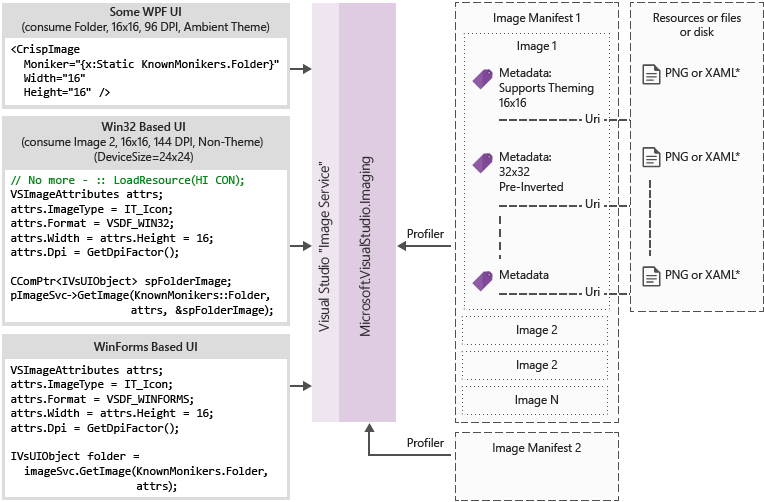 Some WPF UI
(consume Folder, 16x16, 96 DPI, Ambient Theme)
<CrispImage
Moniker="{x:Static KnownMonikers.Folder}"
Width="16"
Height="16" />
Win32 Based UI
(consume Image 2, 16x16, 144 DPI, Non-Theme)
(DeviceSize=24x24)
// No more - :: LoadResource(HI CON);
VSImageAttributes attrs;
attrs.ImageType = IT_Icon;
attrs.Format = VSDF_WIN32;
attrs.Width = attrs.Height = 16;
attrs.Dpi = GetDpiFactor();
CComPtr<IVsUIObject> spFolderImage;
pImageSvc->GetImage(KnownMonikers::Folder,
attrs, &spFolderImage);
WinForms Based UI
VSImageAttributes attrs;
attrs.ImageType = IT_Icon;
attrs.Format = VSDF_WINFORMS;
attrs.Width = attrs.Height = 16;
attrs.Dpi = GetDpiFactor();
IVsUIObject folder =
imageSvc.GetImage(KnownMonikers.Folder,
attrs);
Visual Studio "Image Service"
Microsoft.VisualStudio.Imaging
Profiler
Profiler
Image Manifest 1
Image 1
Metadata:
Supports Theming
16x16
Uri
Metadata:
32x32
Pre-Inverted
Uri
Metadata
Uri
Image 2
Image 2
Image N
Image Manifest 2
Resources or files
or disk
PNG or XAML*
PNG or XAML*
PNG or XAML*